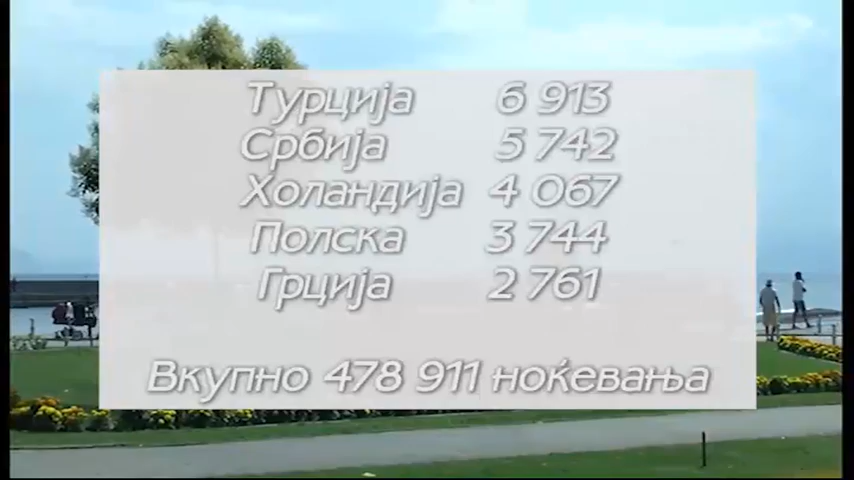 Турција 6 913
Србија 5 742
Холандија 4 067
Полска 3 744
Грција 2 761
Вкупно 478 911 ноќевања